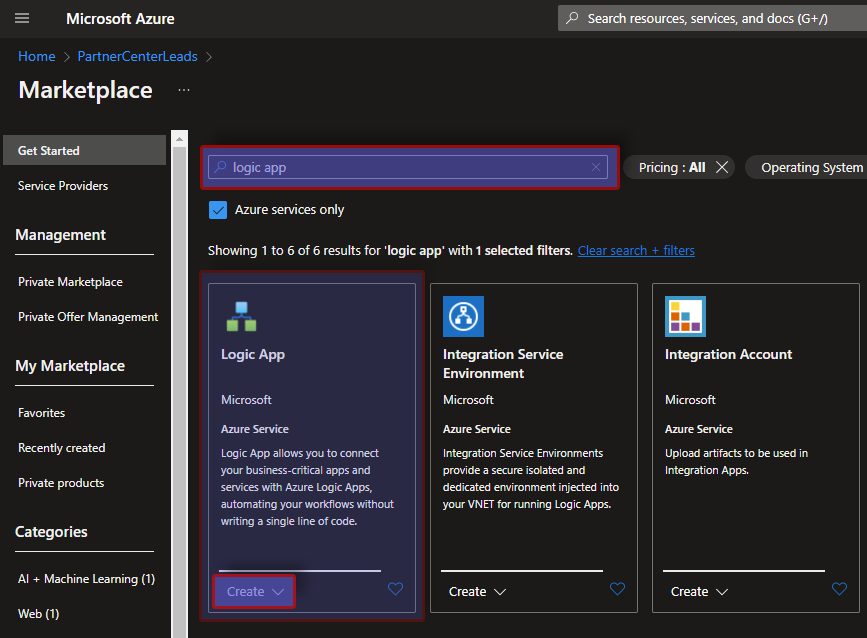 Microsoft Azure
Search resources, services, and docs (G+/)
Home > PartnerCenterLeads >
Marketplace ...
Get Started
Service Providers
Management
Private Marketplace
Private Offer Management
My Marketplace
Favorites
Recently created
Private products
Categories
AI + Machine Learning (1)
Web (1)
logic app
Pricing : All
Operating System
Azure services only
Showing 1 to 6 of 6 results for 'logic app' with 1 selected filters. Clear search + filters
Logic App
Microsoft
Azure Service
Logic App allows you to connect
your business-critical apps and
services with Azure Logic Apps,
automating your workflows without
writing a single line of code.
Create
Integration Service
Environment
Microsoft
Azure Service
Integration Service Environments
provide a secure isolated and
dedicated environment injected into
your VNET for running Logic Apps.
Create
Integration Account
Microsoft
Azure Service
Upload artifacts to be used in
Integration Apps.
Create